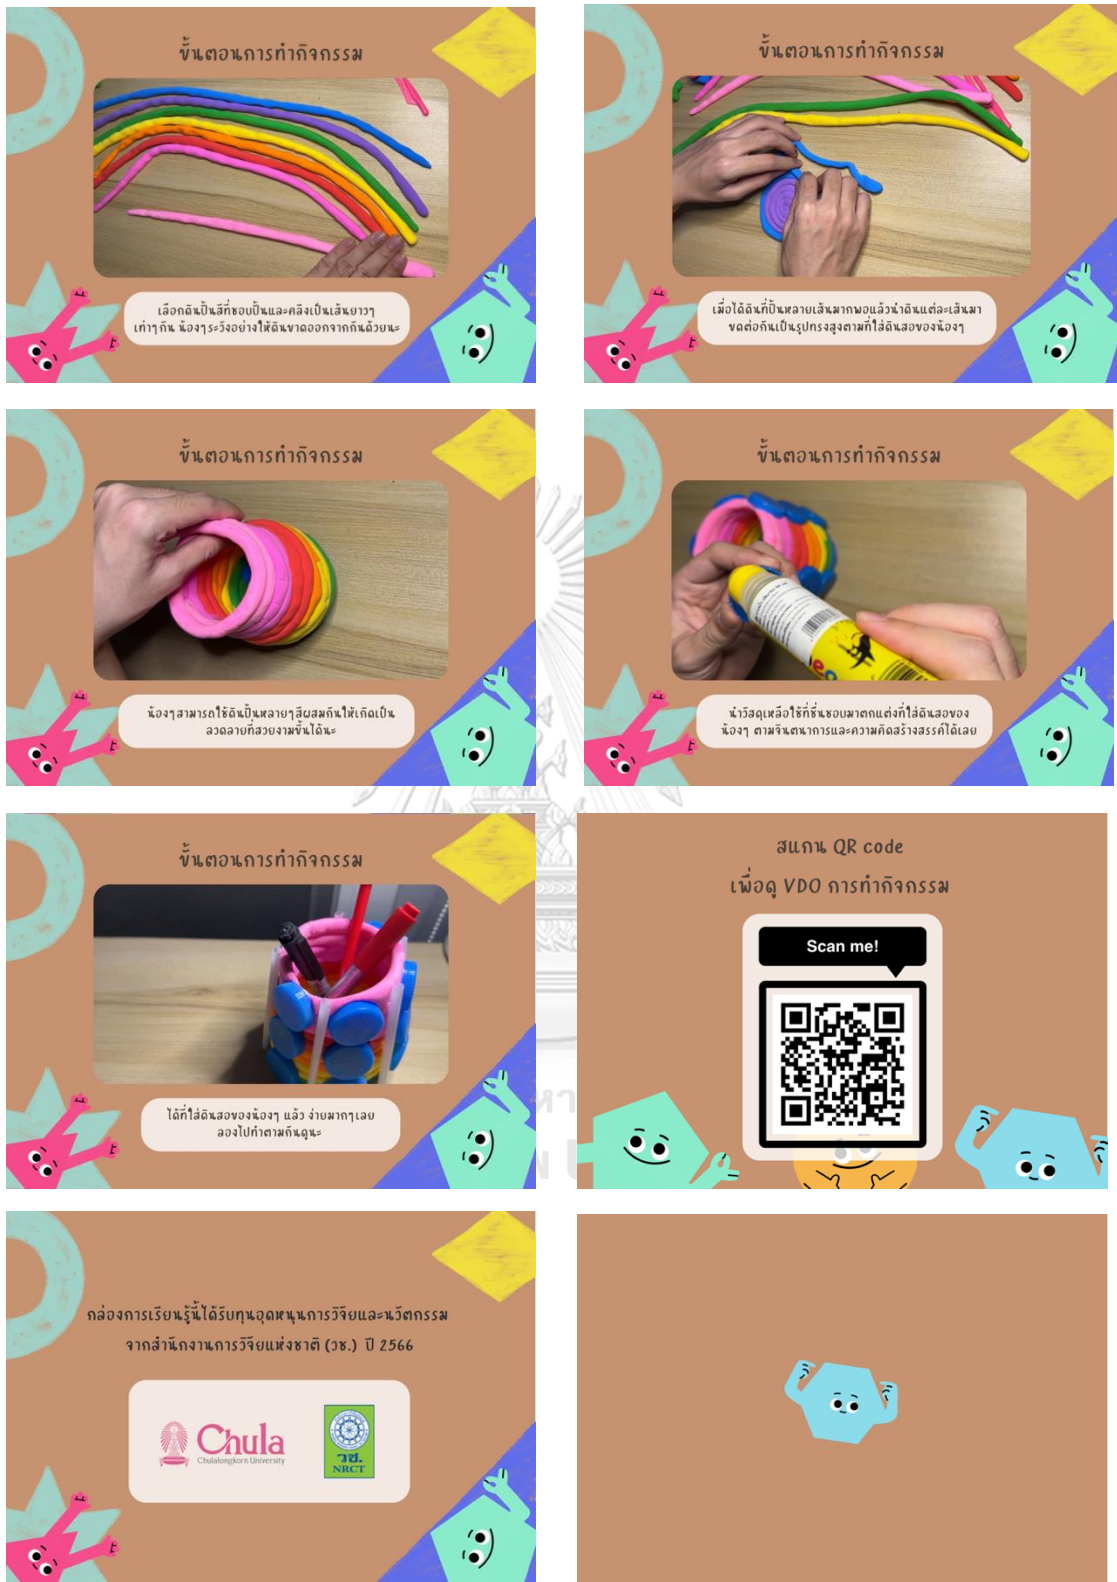 ขั้นตอนการทำกิจกรรม
เลือกดินปั้นสีที่ชอบปั้นและคลึงเป็นเส้นยาวๆ
เท่าๆ กัน น้องๆ ระวังอย่าให้ดินขาดออกจากกันด้วยนะ
ขั้นตอนการทำกิจกรรม
เมื่อได้ดินที่ปั้นหลายเส้นมากพอแล้วนำดินแต่ละเส้นมา
ขดต่อกันเป็นรูปทรงสูงตามที่ใส่ดินสอของน้องๆ
ขั้นตอนการทำกิจกรรม
น้องๆสามารถใช้ดินปั้นหลายๆสีผสมกันให้เกิดเป็น
ลวดลายที่สวยงามขึ้นได้นะ
ขั้นตอนการทำกิจกรรม
นำวัสดุเหลือใช้ที่ชื่นชอบมาตกแต่งที่ใส่ดินสอของ
น้องๆ ตามจินตนาการและความคิดสร้างสรรค์ได้เลย
ขั้นตอนการทำกิจกรรม
ได้ที่ใส่ดินสอของน้องๆ แล้ว ง่ายมากๆเลย
ลองไปทำตามกันดูนะ
สแกน QR code
เพื่อดู VDO การทำกิจกรรม
Scan me!
กล่องการเรียนรู้นี้ได้รับทุนอุดหนุนการวิจัยและนวัตกรรม
จากสำนักงานการวิจัยแห่งชาติ (วช.) ปี 2566
Chula
Chulalongkorn University
วช.
NRCT